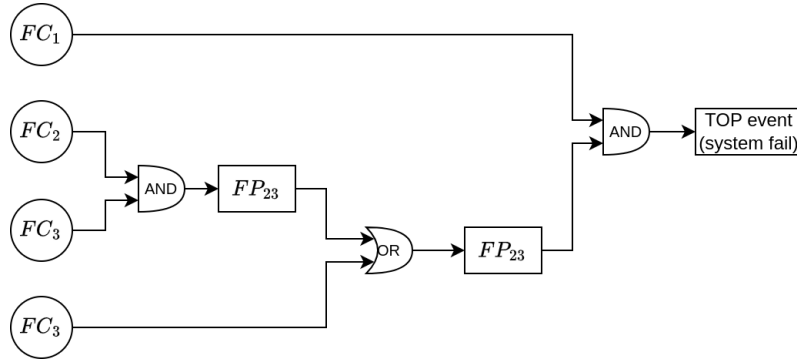 FC₁
FC₂
FC₃
AND
FP₂₃
FC₃
OR
FP₂₃
AND
TOP event
(system fail)